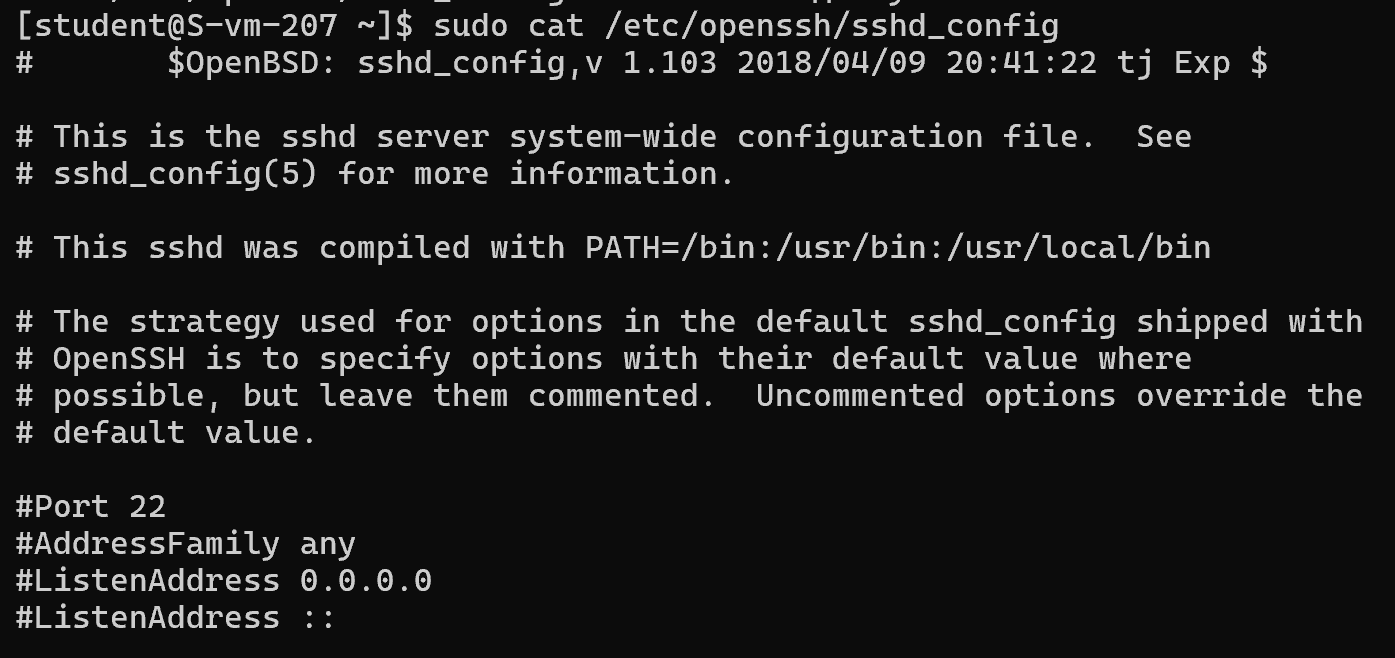 [student@S-vm-207 ~]$ sudo cat /etc/openssh/sshd_config
#       $OpenBSD: sshd_config,v 1.103 2018/04/09 20:41:22 tj Exp $
# This is the sshd server system-wide configuration file.  See
# sshd_config(5) for more information.
# This sshd was compiled with PATH=/bin:/usr/bin:/usr/local/bin
# The strategy used for options in the default sshd_config shipped with
# OpenSSH is to specify options with their default value where
# possible, but leave them commented.  Uncommented options override the
# default value.
#Port 22
#AddressFamily any
#ListenAddress 0.0.0.0
#ListenAddress ::